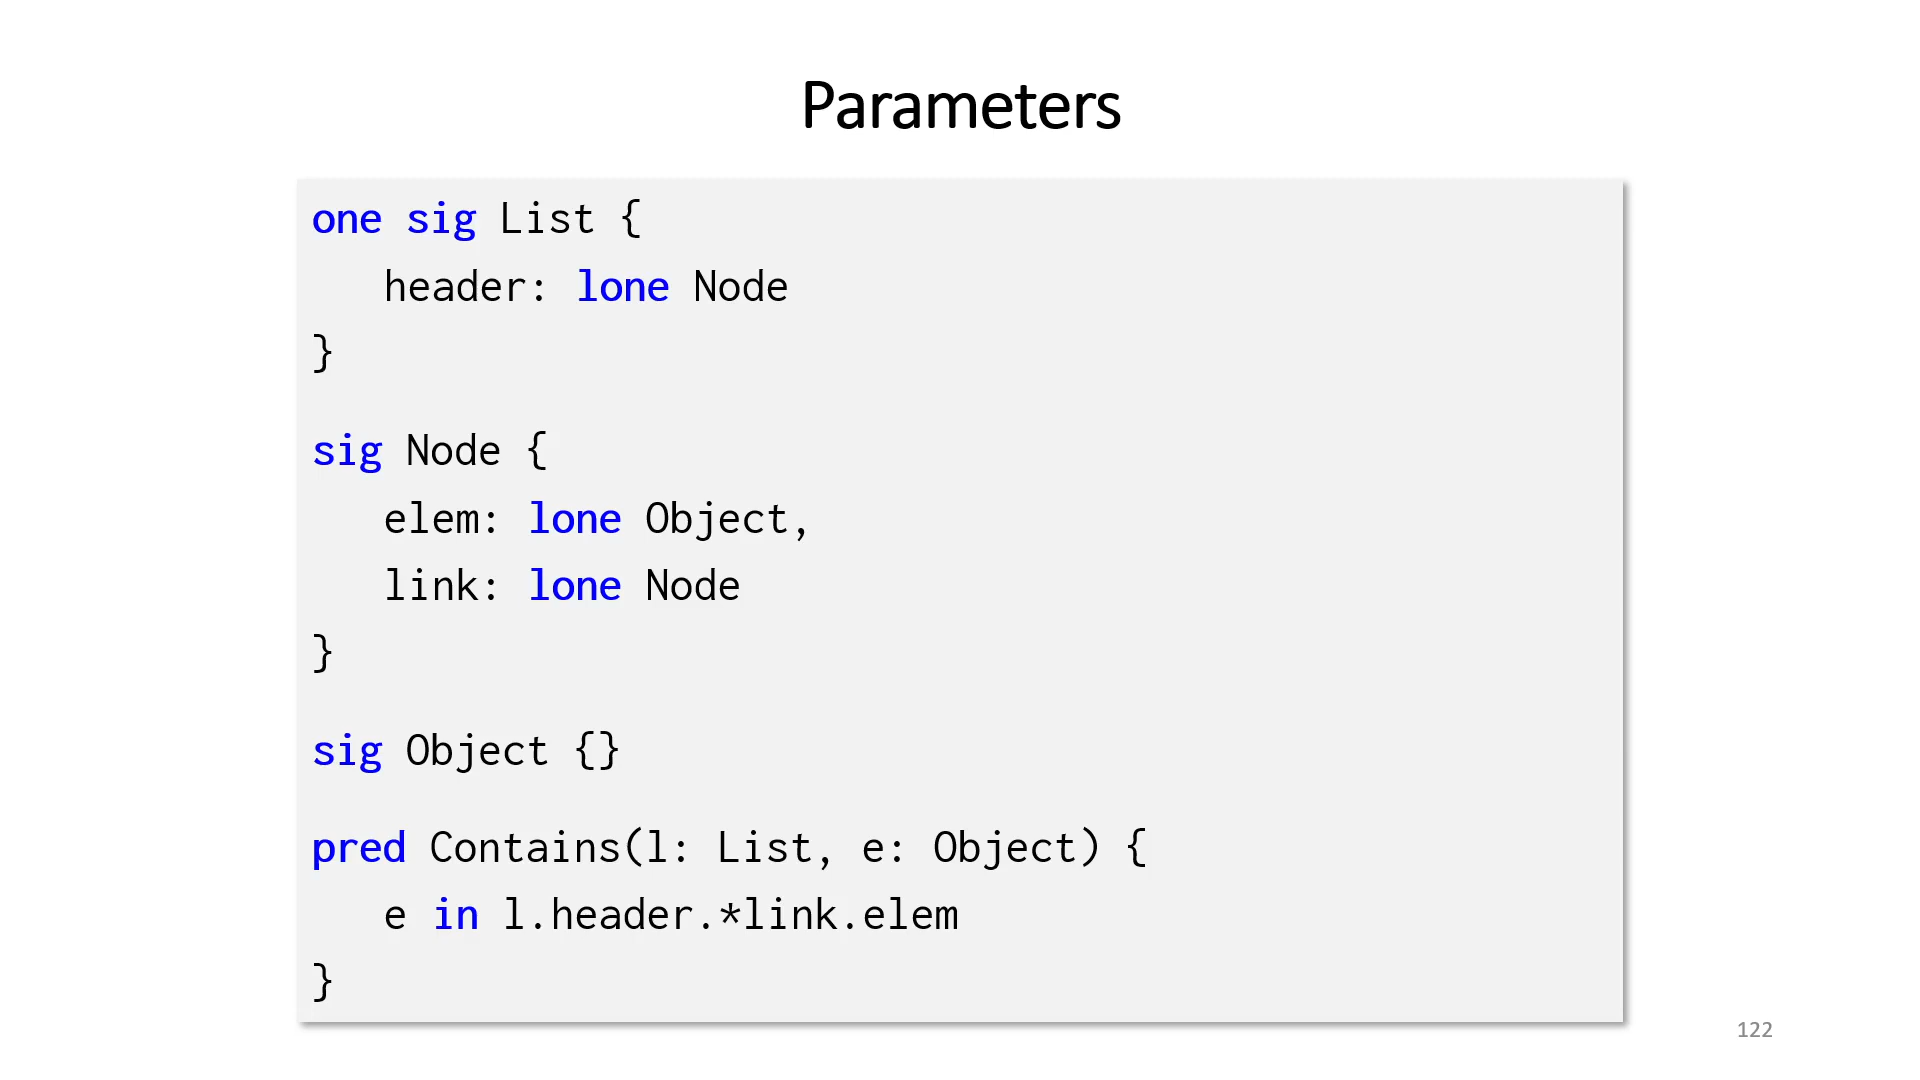 Parameters
one sig List {
   header: lone Node
}
sig Node {
   elem: lone Object,
   link: lone Node
}
sig Object {}
pred Contains(l: List, e: Object) {
   e in l.header.*link.elem
}
122